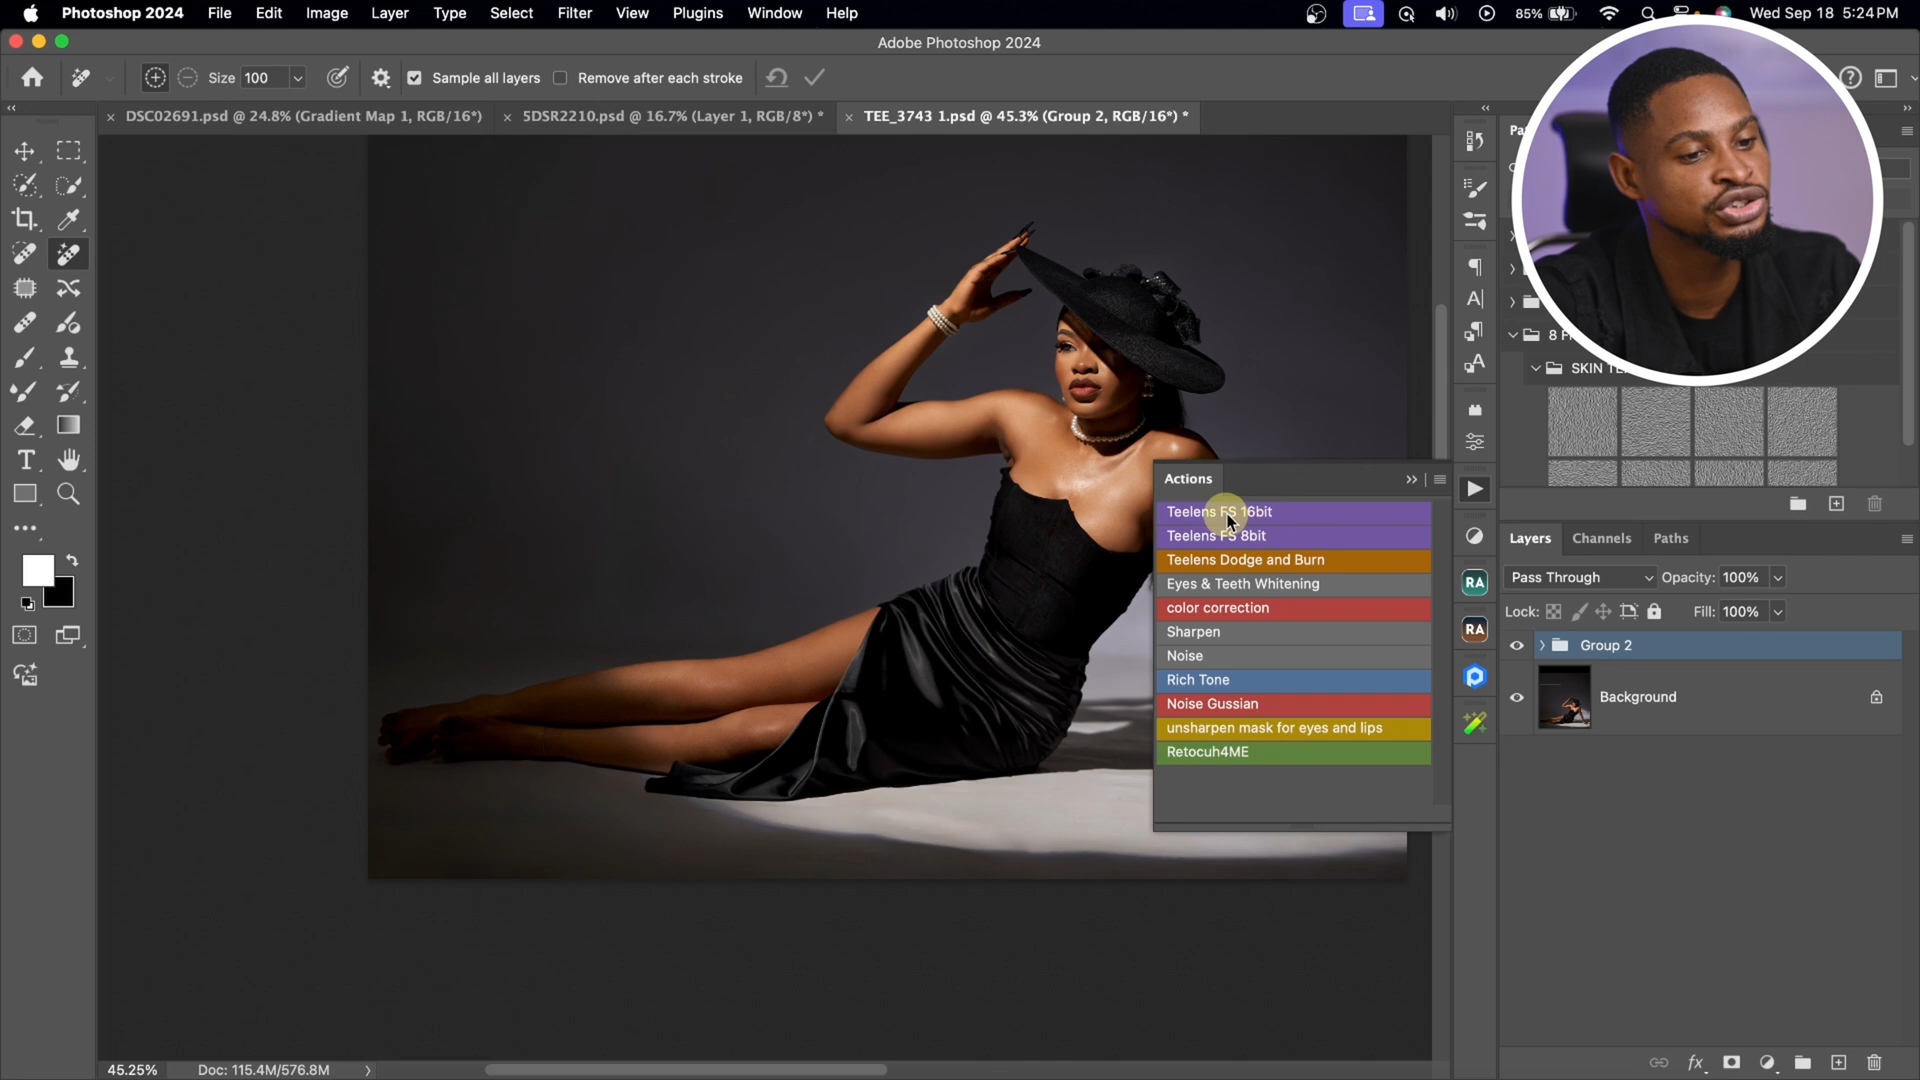 Photoshop 2024 File Edit Image Layer Type Select Filter View Plugins Window Help 85% Wed Sep 18 5:24PM
Adobe Photoshop 2024
Size 100 Sample all layers Remove after each stroke
DSC02691.psd @ 24.8% (Gradient Map 1, RGB/16*) 5DSR2210.psd @ 16.7% (Layer 1, RGB/8*) * TEE_3743 1.psd @ 45.3% (Group 2, RGB/16*) *
8
SKIN
Actions
Teelens FS 16bit
Teelens FS 8bit
Teelens Dodge and Burn
Eyes & Teeth Whitening
color correction
Sharpen
Noise
Rich Tone
Noise Gussian
unsharpen mask for eyes and lips
Retocuh4ME
RA
RA
Layers Channels Paths
Pass Through Opacity: 100%
Lock: Fill: 100%
Group 2
Background
fx
45.25% Doc: 115.4M/576.8M